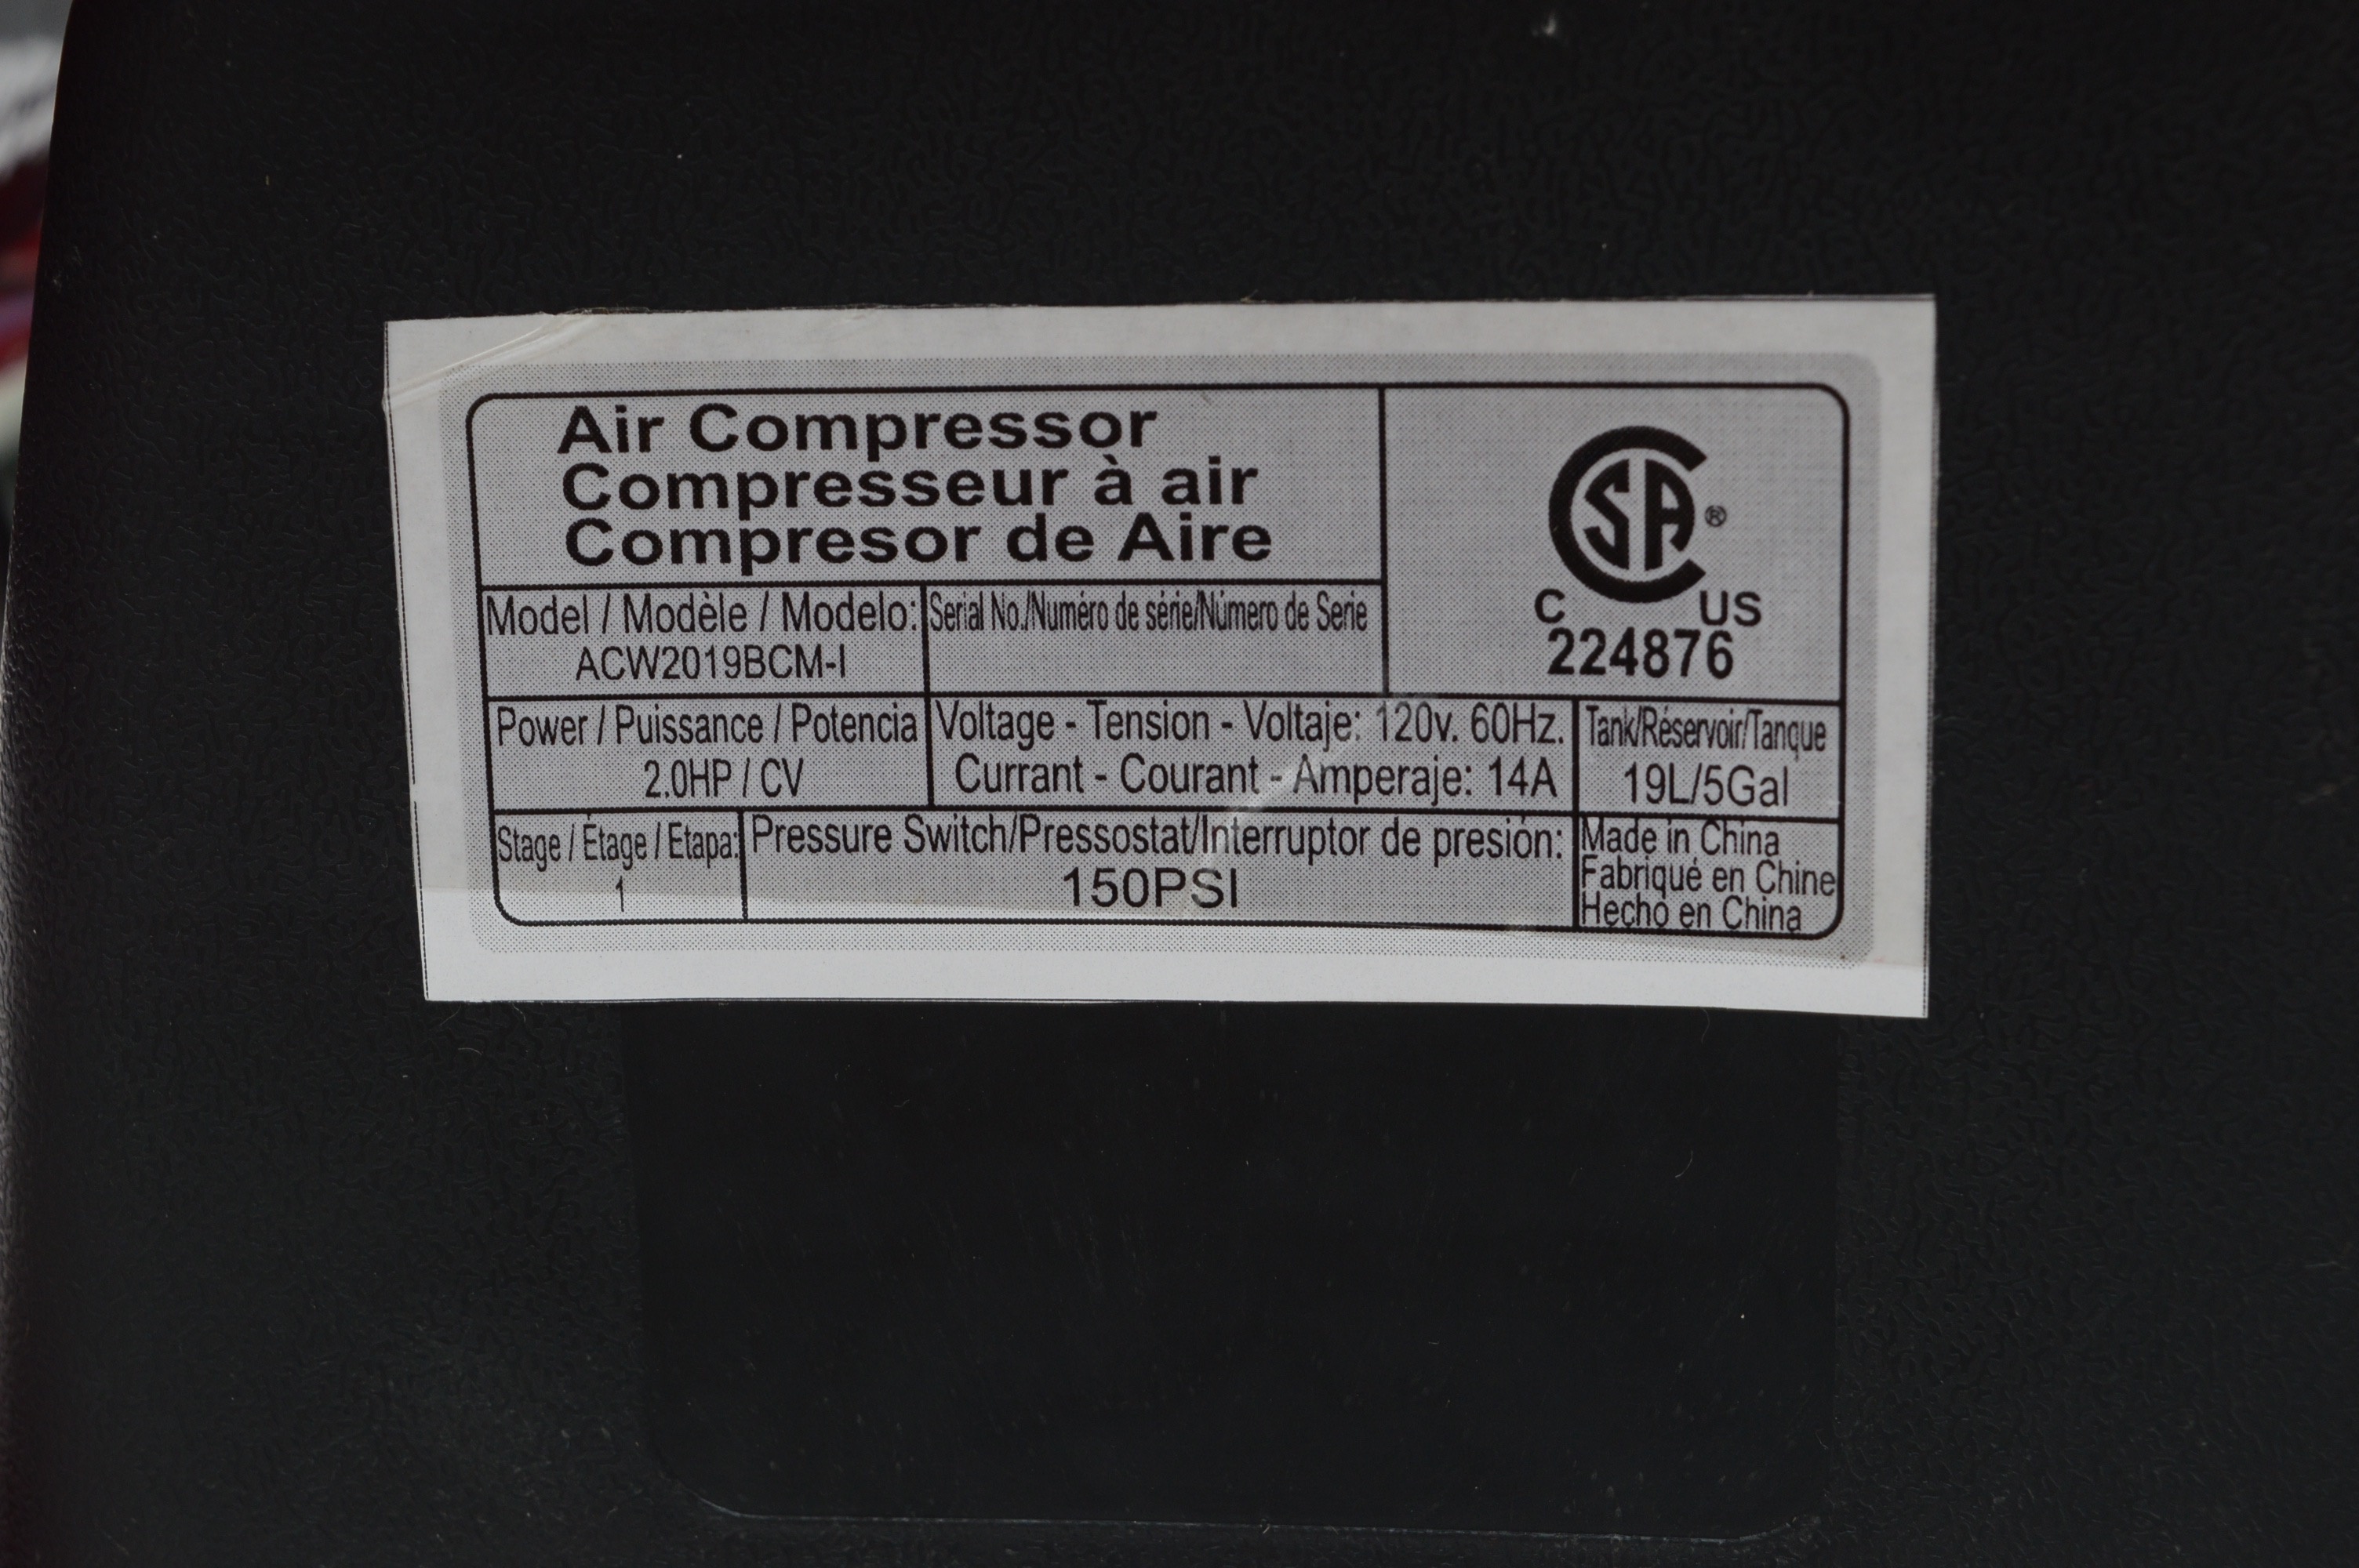 Air Compressor
Compresseur à air
Compresor de Aire
CSA®
C US
224876
Model / Modèle / Modelo:
ACW2019BCM-I
Serial No./Numéro de série/Número de Serie
Power / Puissance / Potencia
2.0HP / CV
Voltage - Tension - Voltaje: 120v. 60Hz.
Currant - Courant - Amperaje: 14A
Tank/Réservoir/Tanque
19L/5Gal
Stage / Étage / Etapa:
1
Pressure Switch/Pressostat/Interruptor de presión:
150PSI
Made in China
Fabriqué en Chine
Hecho en China